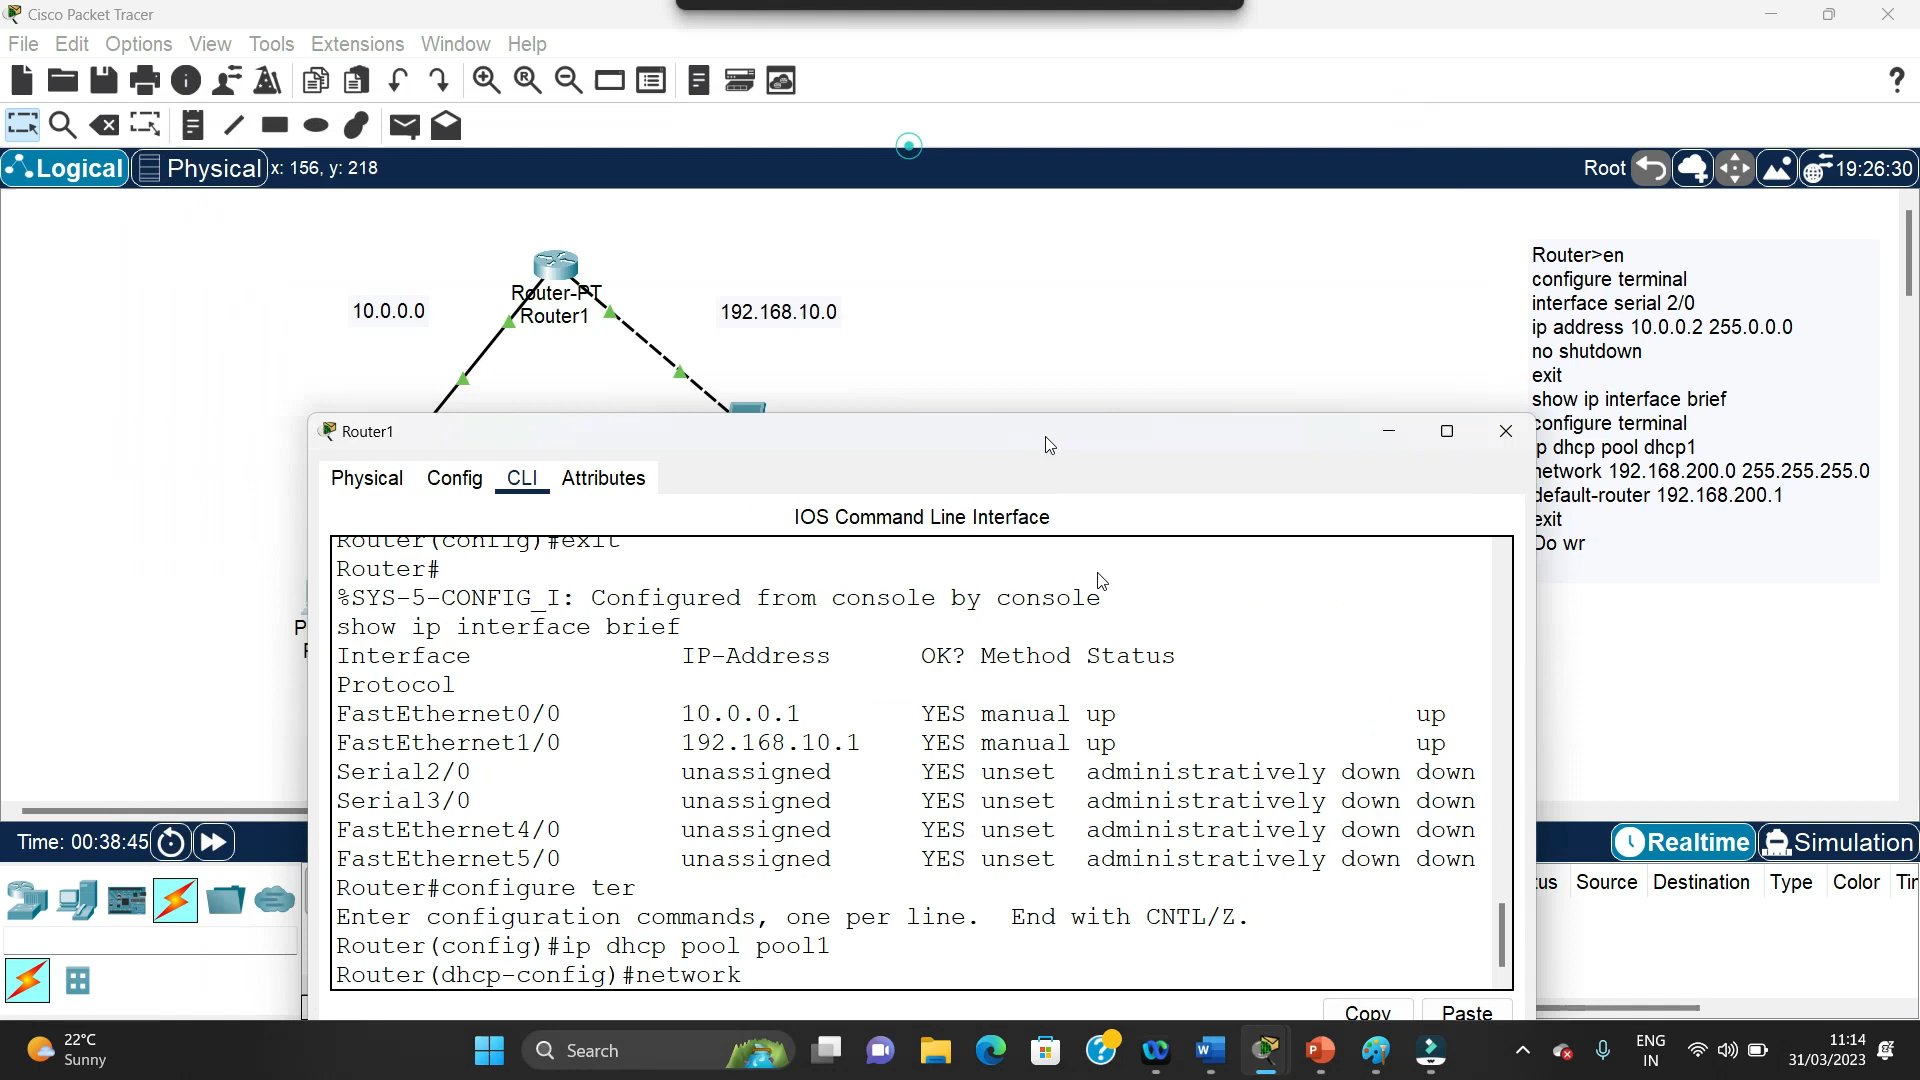 Cisco Packet Tracer
File Edit Options View Tools Extensions Window Help
Logical Physical x: 156, y: 218
Root 19:26:30
Router-PT
Router1
10.0.0.0
192.168.10.0
Router>en
configure terminal
interface serial 2/0
ip address 10.0.0.2 255.0.0.0
no shutdown
exit
show ip interface brief
configure terminal
ip dhcp pool dhcp1
network 192.168.200.0 255.255.255.0
default-router 192.168.200.1
exit
Do wr
Router1
Physical Config CLI Attributes
IOS Command Line Interface
Router(config)#exit
Router#
%SYS-5-CONFIG_I: Configured from console by console
show ip interface brief
Interface IP-Address OK? Method Status
Protocol
FastEthernet0/0 10.0.0.1 YES manual up up
FastEthernet1/0 192.168.10.1 YES manual up up
Serial2/0 unassigned YES unset administratively down down
Serial3/0 unassigned YES unset administratively down down
FastEthernet4/0 unassigned YES unset administratively down down
FastEthernet5/0 unassigned YES unset administratively down down
Router#configure ter
Enter configuration commands, one per line. End with CNTL/Z.
Router(config)#ip dhcp pool pool1
Router(dhcp-config)#network
Copy Paste
Time: 00:38:45
Realtime Simulation
Source Destination Type Color
22°C
Sunny
Search
ENG
IN
11:14
31/03/2023